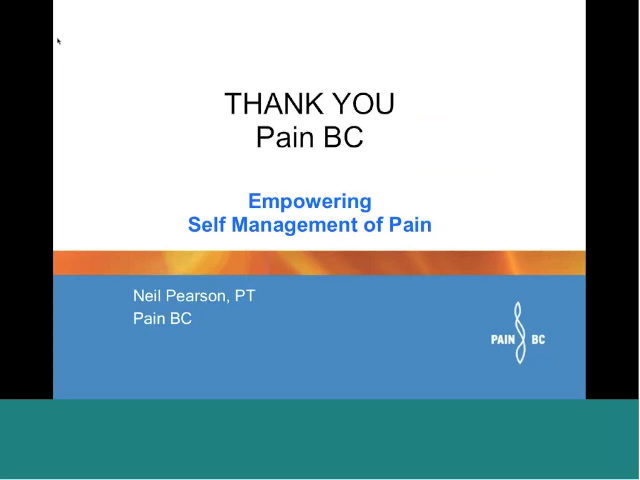 THANK YOU
Pain BC
Empowering
Self Management of Pain
Neil Pearson, PT
Pain BC
PAIN BC